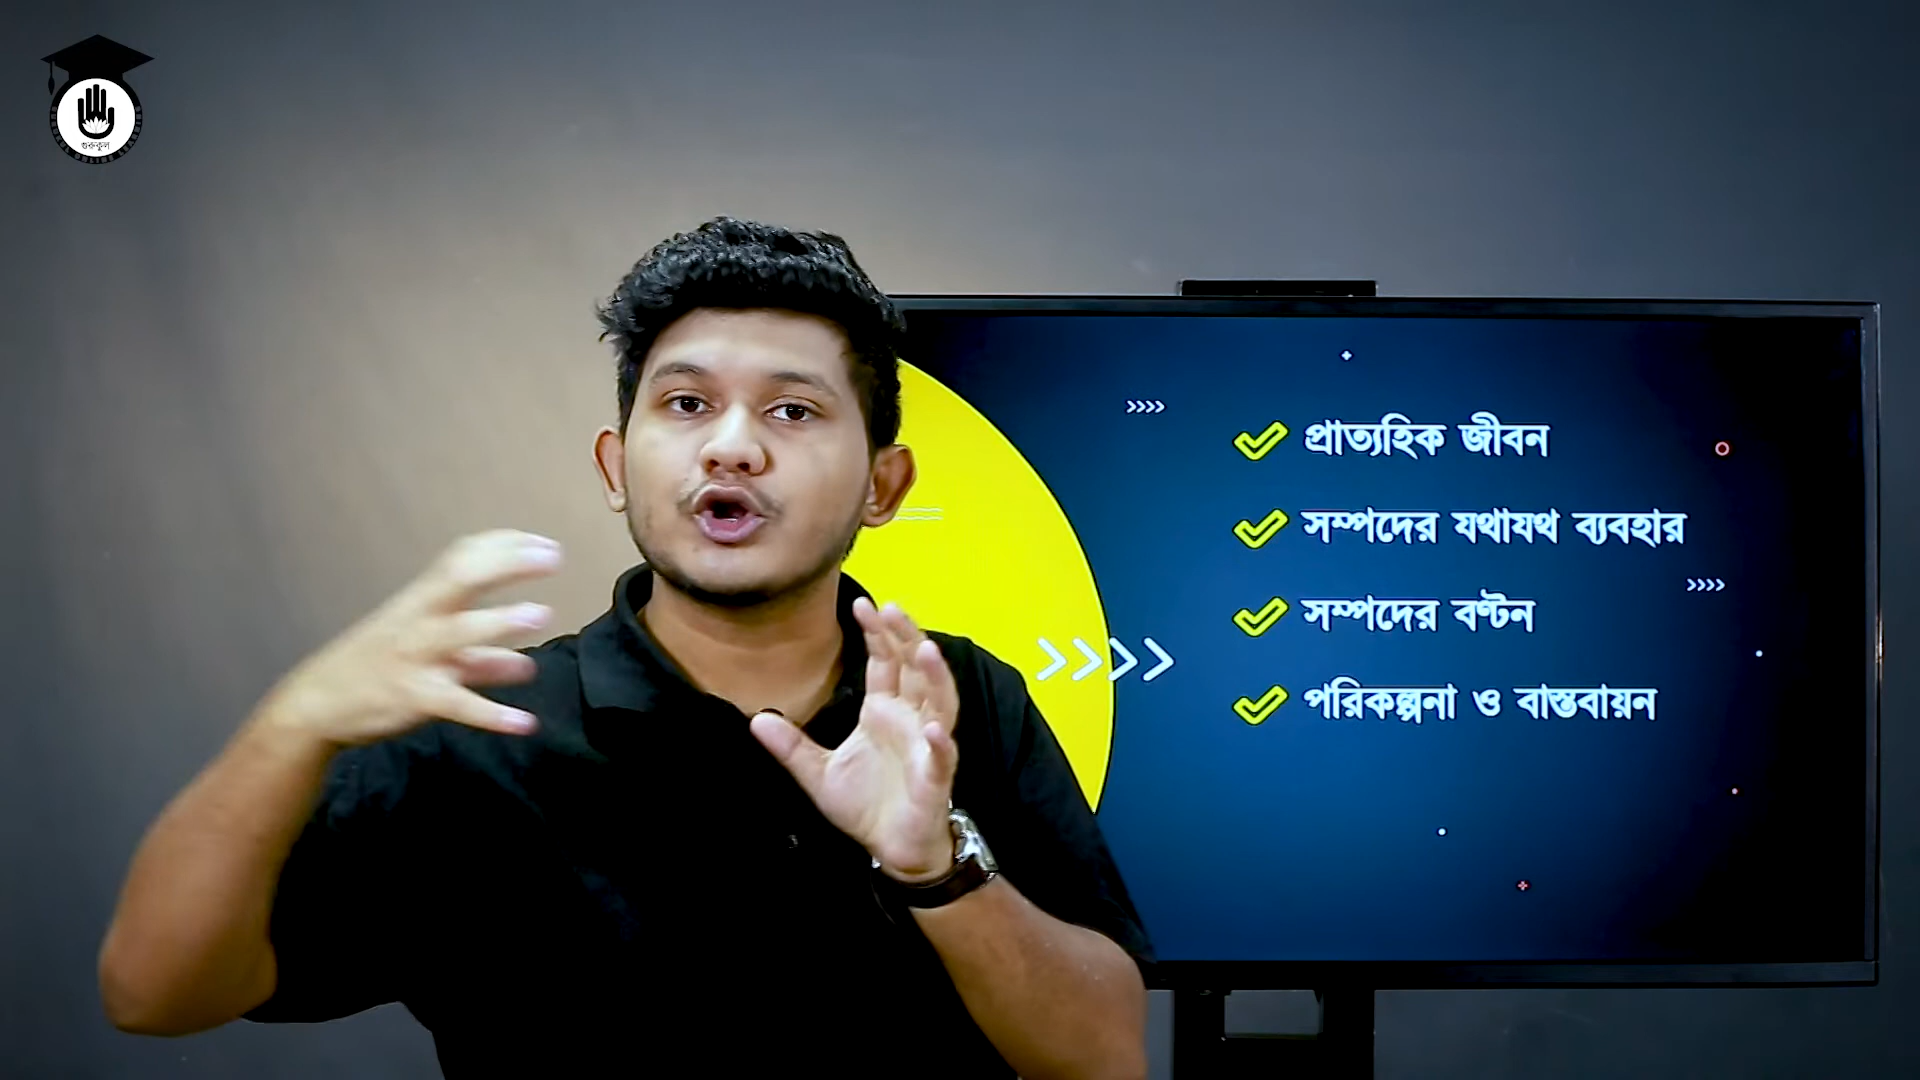 গুরুকুল
প্রাত্যহিক জীবন
সম্পদের যথাযথ ব্যবহার
সম্পদের বণ্টন
পরিকল্পনা ও বাস্তবায়ন